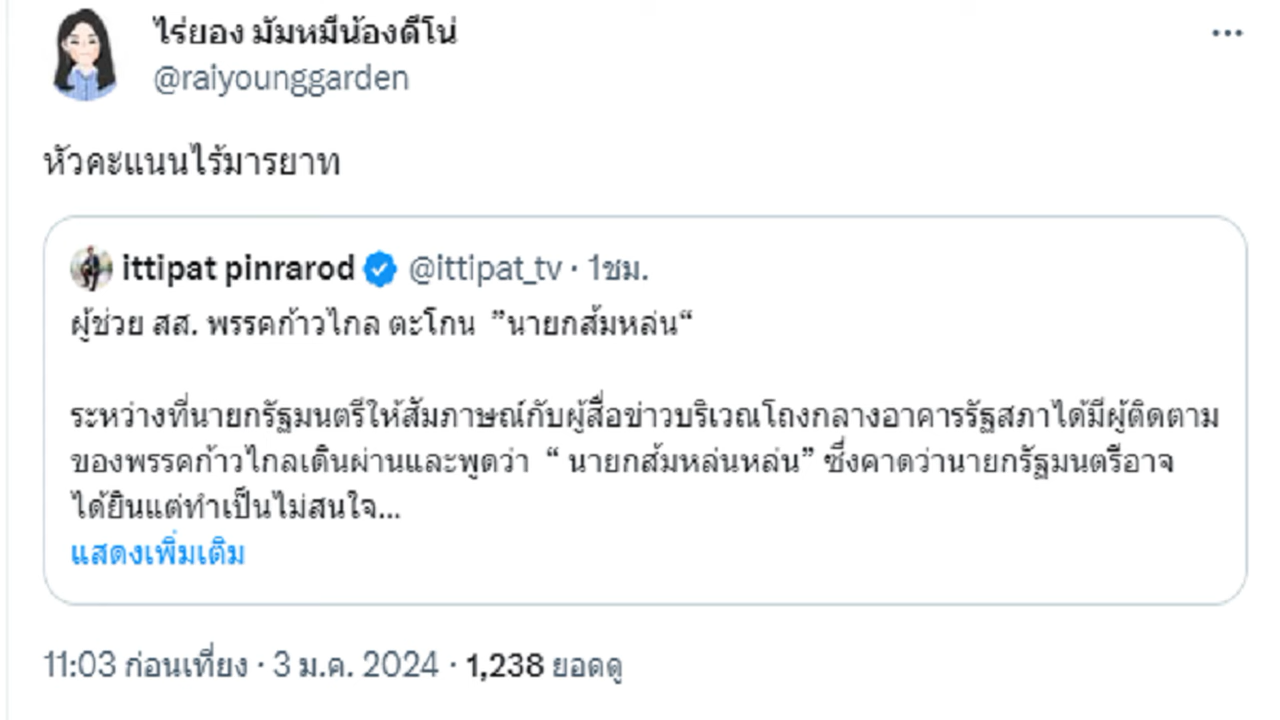 ไร่ยอง มัมหมีน้องดีโน่
@raiyounggarden
หัวคะแนนไร้มารยาท
ittipat pinrarod @ittipat_tv · 1ชม.
ผู้ช่วย สส. พรรคก้าวไกล ตะโกน ”นายกส้มหล่น“
ระหว่างที่นายกรัฐมนตรีให้สัมภาษณ์กับผู้สื่อข่าวบริเวณโถงกลางอาคารรัฐสภาได้มีผู้ติดตาม
ของพรรคก้าวไกลเดินผ่านและพูดว่า “ นายกส้มหล่นหล่น” ซึ่งคาดว่านายกรัฐมนตรีอาจ
ได้ยินแต่ทำเป็นไม่สนใจ...
แสดงเพิ่มเติม
11:03 ก่อนเที่ยง · 3 ม.ค. 2024 · 1,238 ยอดดู